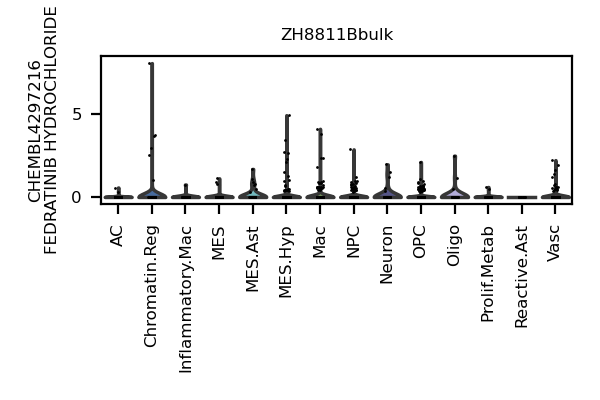 ZH8811Bbulk
CHEMBL4297216
FEDRATINIB HYDROCHLORIDE
5
0
AC
Chromatin.Reg
Inflammatory.Mac
MES
MES.Ast
MES.Hyp
Mac
NPC
Neuron
OPC
Oligo
Prolif.Metab
Reactive.Ast
Vasc